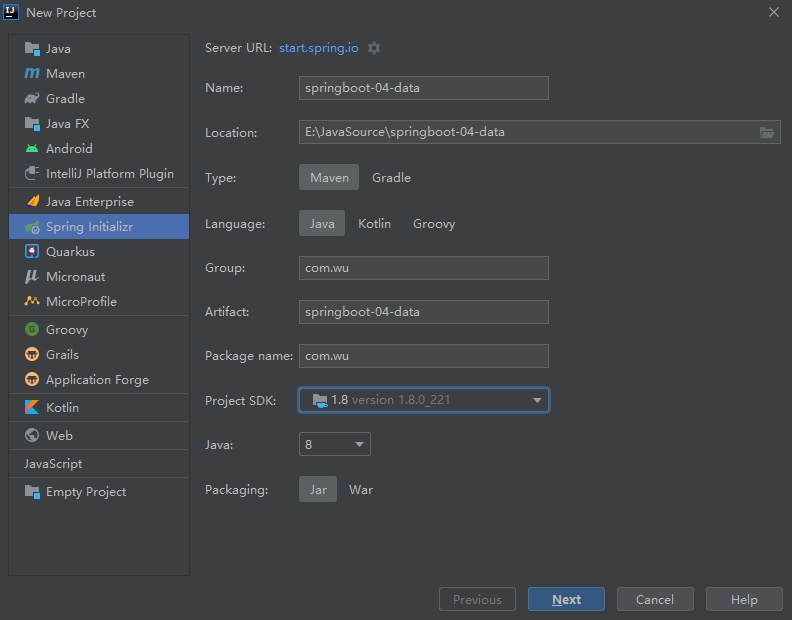 New Project
Java
Maven
Gradle
Java FX
Android
IntelliJ Platform Plugin
Java Enterprise
Spring Initializr
Quarkus
Micronaut
MicroProfile
Groovy
Grails
Application Forge
Kotlin
Web
JavaScript
Empty Project
Server URL: start.spring.io
Name: springboot-04-data
Location: E:\JavaSource\springboot-04-data
Type: Maven Gradle
Language: Java Kotlin Groovy
Group: com.wu
Artifact: springboot-04-data
Package name: com.wu
Project SDK: 1.8 version 1.8.0_221
Java: 8
Packaging: Jar War
Previous Next Cancel Help